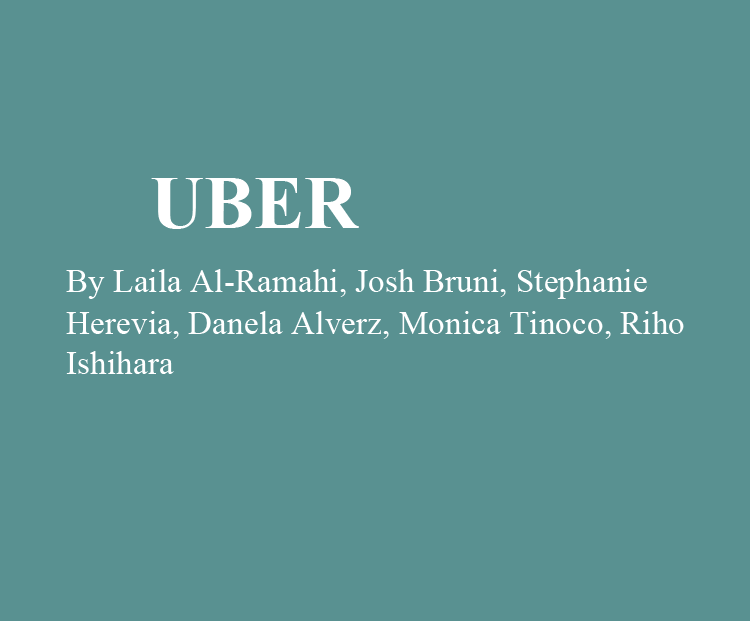 UBER
By Laila Al-Ramahi, Josh Bruni, Stephanie
Herevia, Danela Alverz, Monica Tinoco, Riho
Ishihara